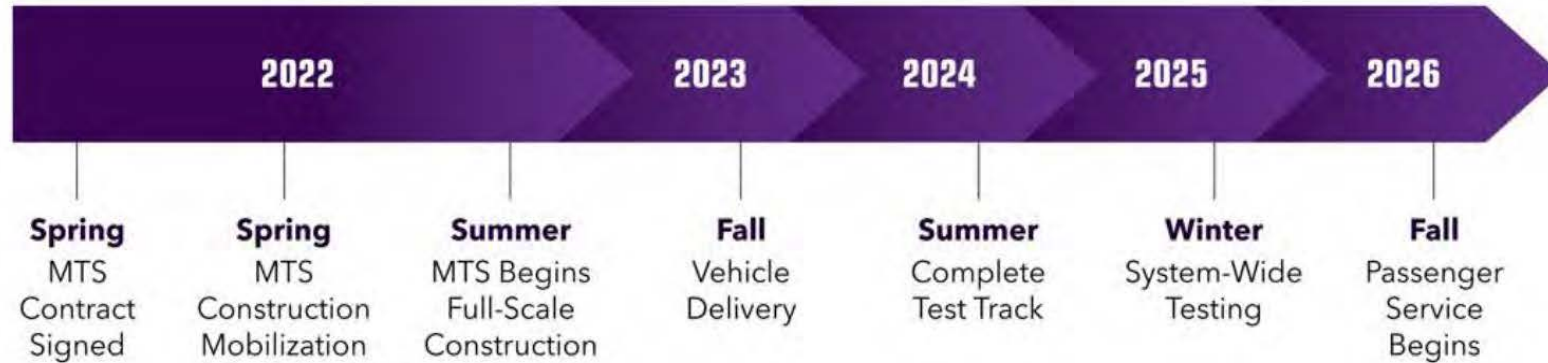 2022
2023
2024
2025
2026
Spring
MTS
Contract
Signed
Spring
MTS
Construction
Mobilization
Summer
MTS Begins
Full-Scale
Construction
Fall
Vehicle
Delivery
Summer
Complete
Test Track
Winter
System-Wide
Testing
Fall
Passenger
Service
Begins